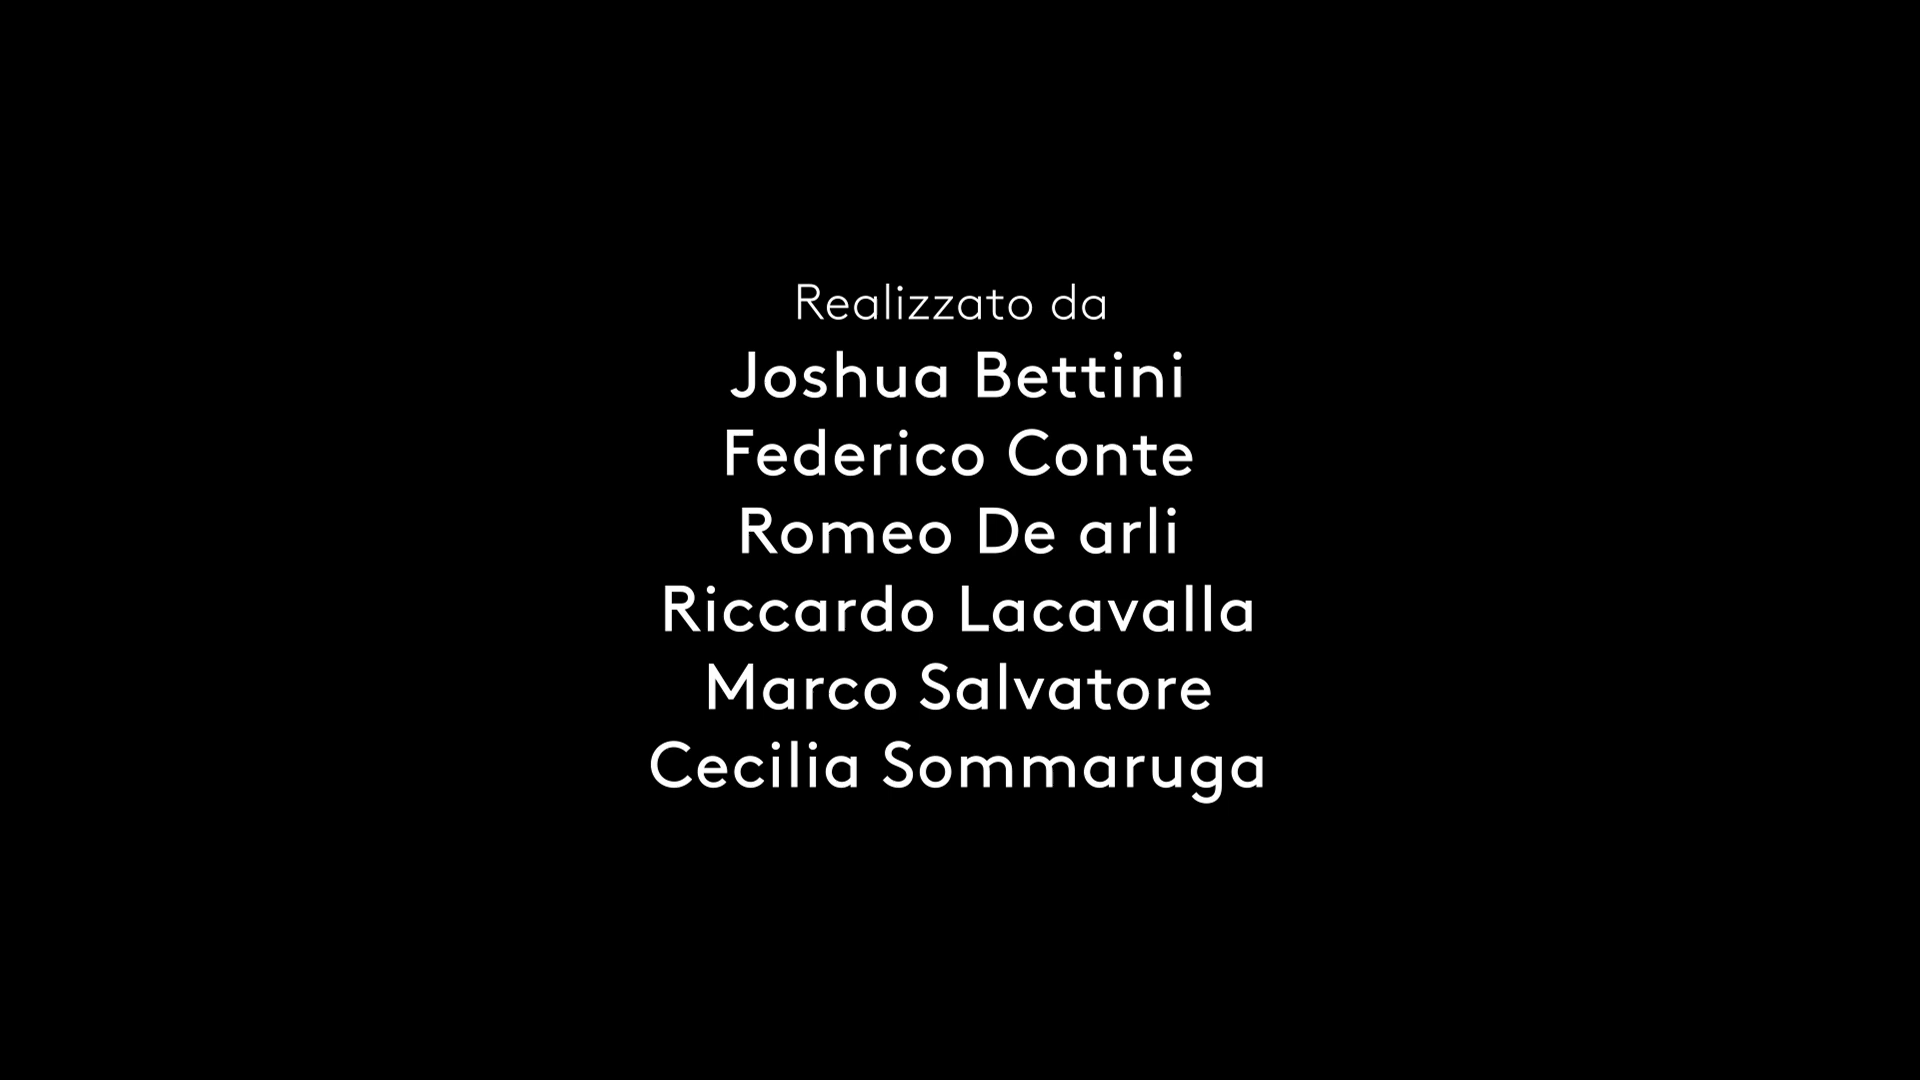 Realizzato da
Joshua Bettini
Federico Conte
Romeo De arli
Riccardo Lacavalla
Marco Salvatore
Cecilia Sommaruga